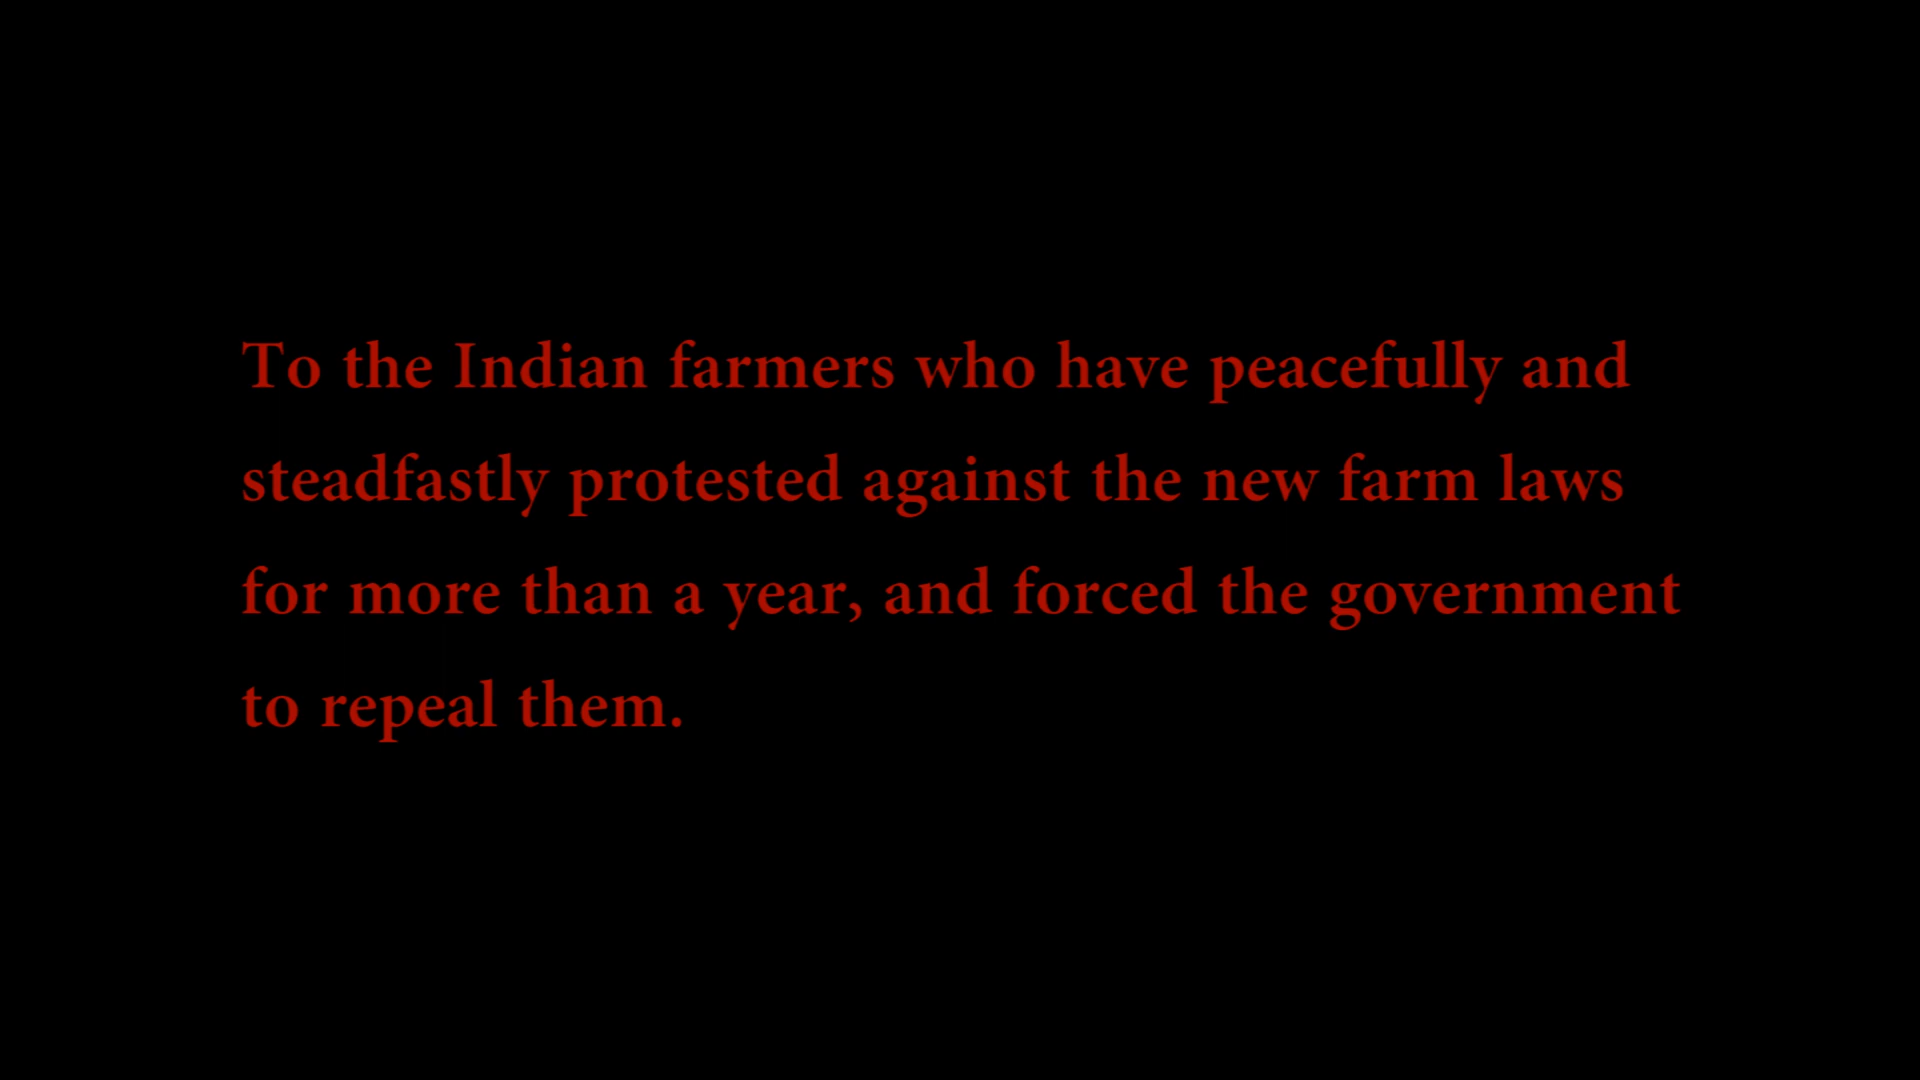 To the Indian farmers who have peacefully and
steadfastly protested against the new farm laws
for more than a year, and forced the government
to repeal them.